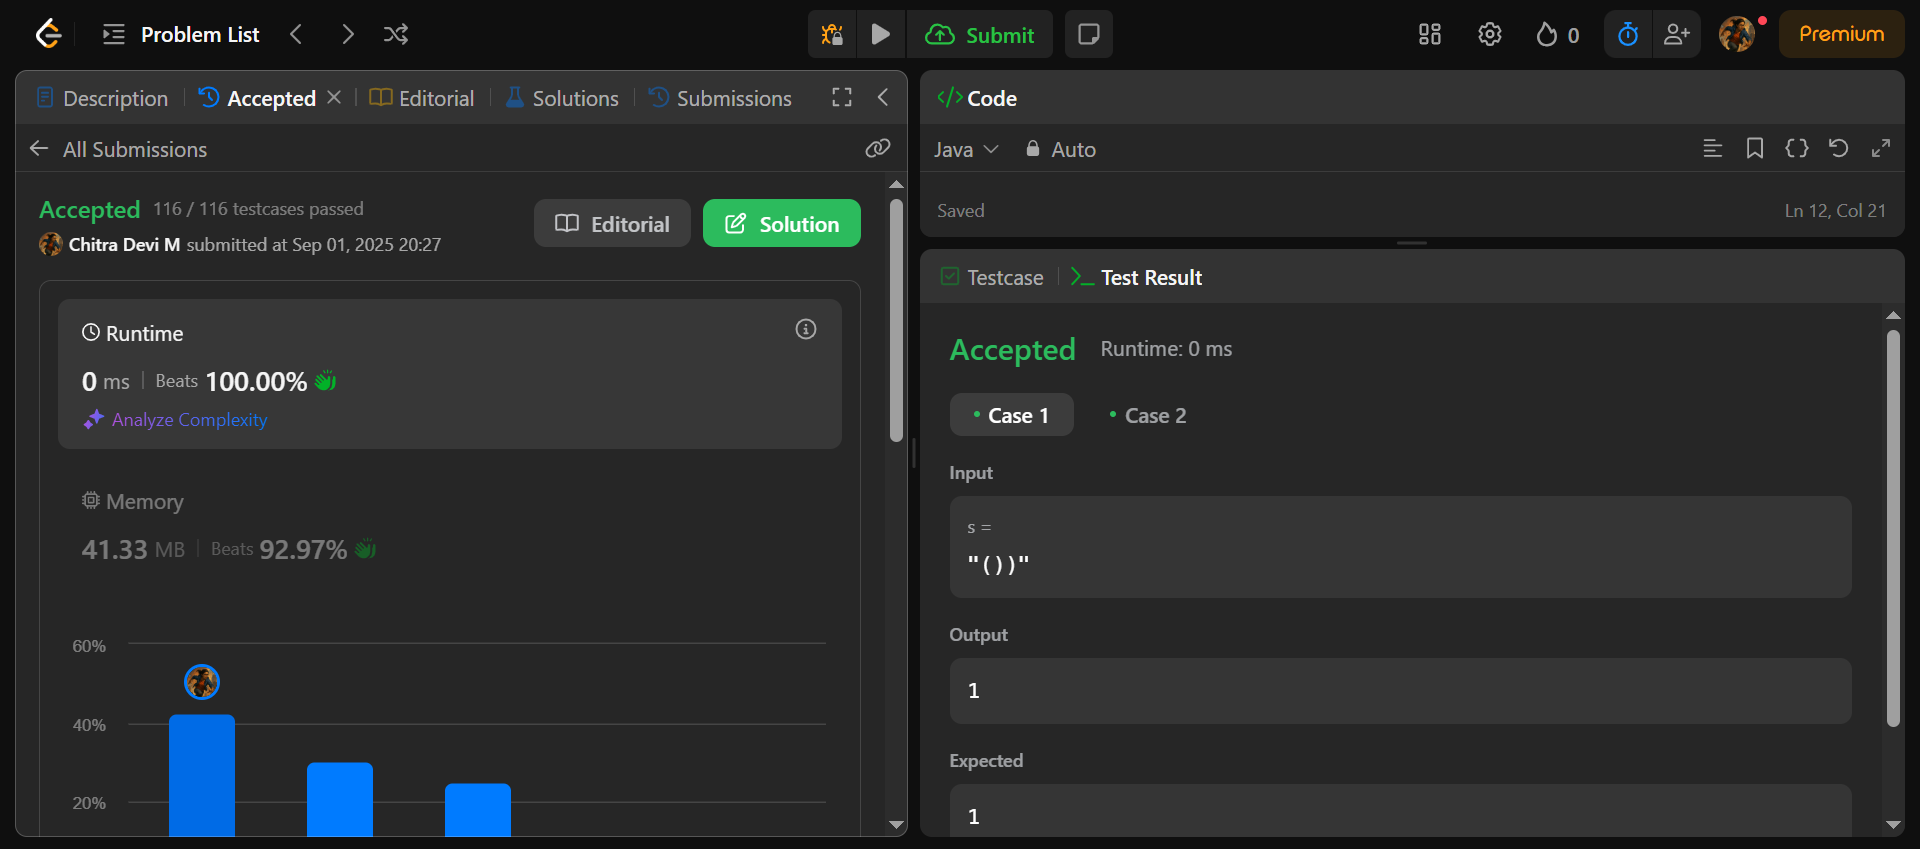 Problem List
Submit
0
Premium
Description
Accepted
Editorial
Solutions
Submissions
All Submissions
Accepted 116 / 116 testcases passed
Chitra Devi M submitted at Sep 01, 2025 20:27
Editorial
Solution
Runtime
0 ms Beats 100.00%
Analyze Complexity
Memory
41.33 MB Beats 92.97%
60%
40%
20%
</> Code
Java
Auto
Saved
Ln 12, Col 21
Testcase
Test Result
Accepted Runtime: 0 ms
Case 1
Case 2
Input
s =
"())"
Output
1
Expected
1